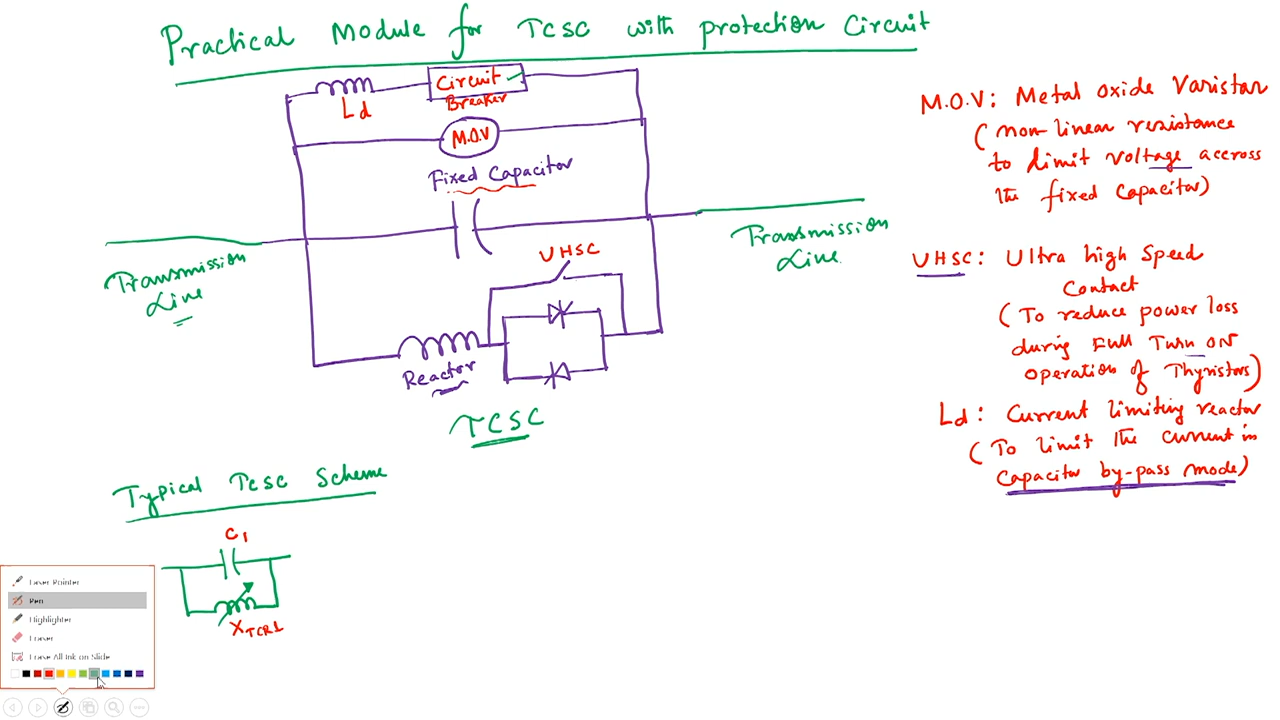 Practical Module for TCSC with protection Circuit
Circuit
Breaker
Ld
M.O.V
Fixed Capacitor
UHSC
Transmission
Line
Transmission
Line
Reactor
TCSC
M.O.V: Metal Oxide Varistor
(non-linear resistance
to limit voltage accross
the fixed Capacitor)
UHSC: Ultra high Speed
Contact
(To reduce power loss
during Full Turn ON
operation of Thyristors)
Ld: Current limiting reactor
(To limit the current in
Capacitor by-pass mode)
Typical TCSC Scheme
C1
XTCR1
Laser Pointer
Pen
Highlighter
Eraser
Erase All Ink on Slide